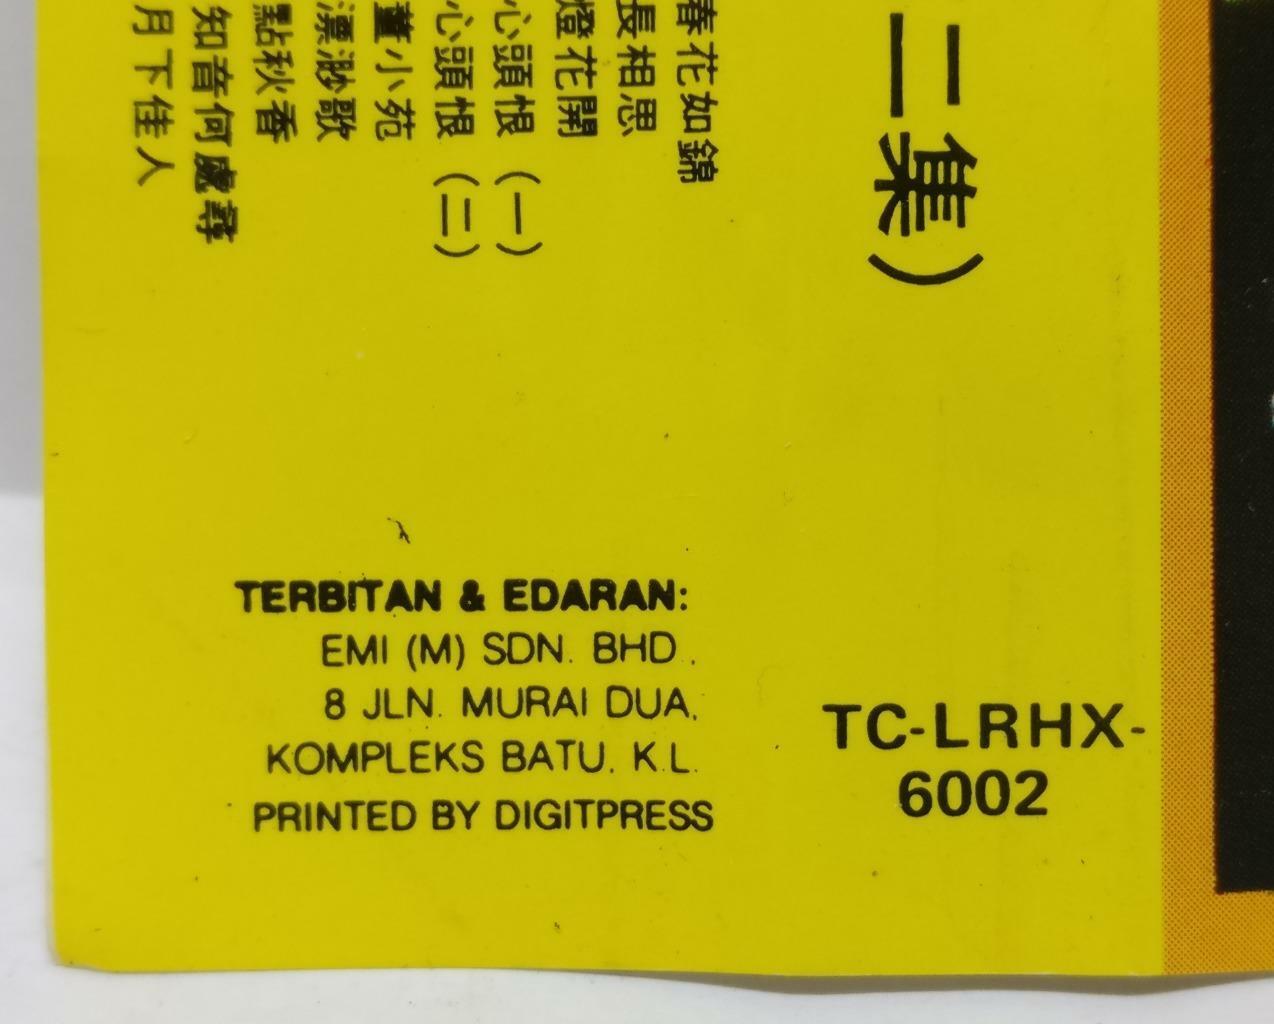 二集)
春花如錦
長相思
燈花開
心頭恨(一)
心頭恨(二)
董小苑
漂渺歌
點秋香
知音何處尋
月下佳人
TERBITAN & EDARAN:
EMI (M) SDN. BHD.
8 JLN. MURAI DUA,
KOMPLEKS BATU, K.L.
PRINTED BY DIGITPRESS
TC-LRHX-
6002